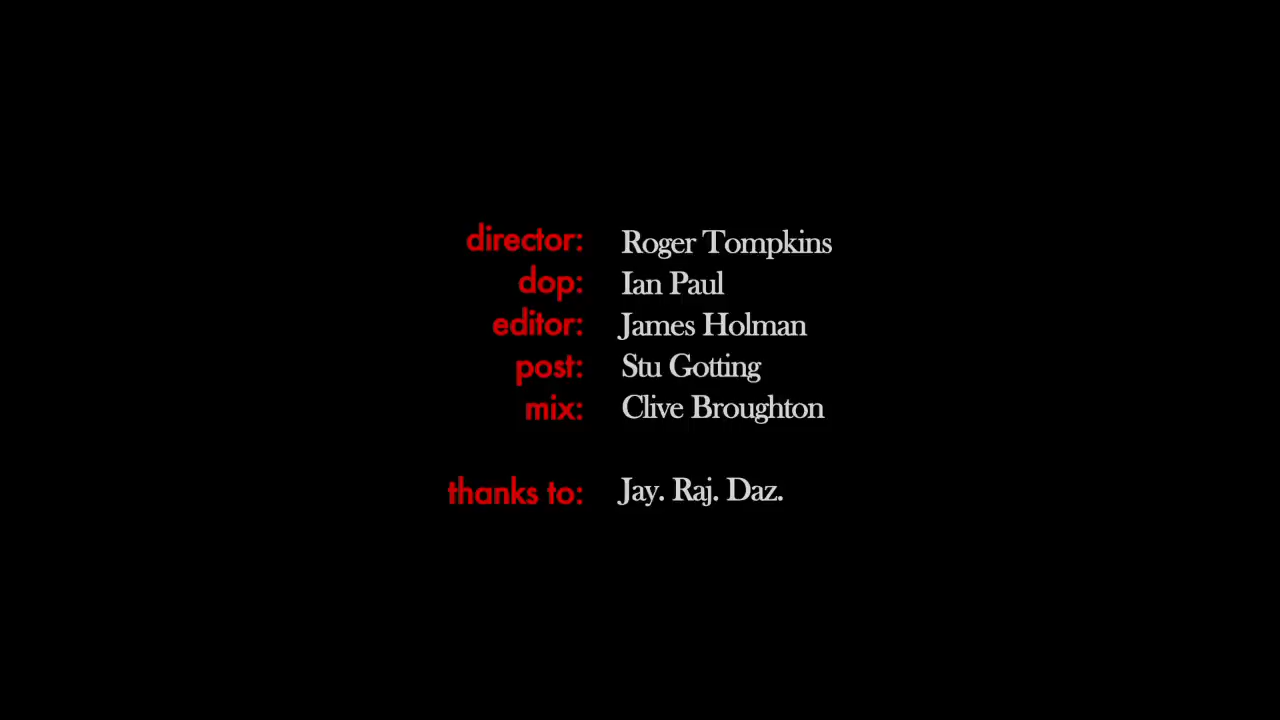 director: Roger Tompkins
dop: Ian Paul
editor: James Holman
post: Stu Gotting
mix: Clive Broughton
thanks to: Jay. Raj. Daz.